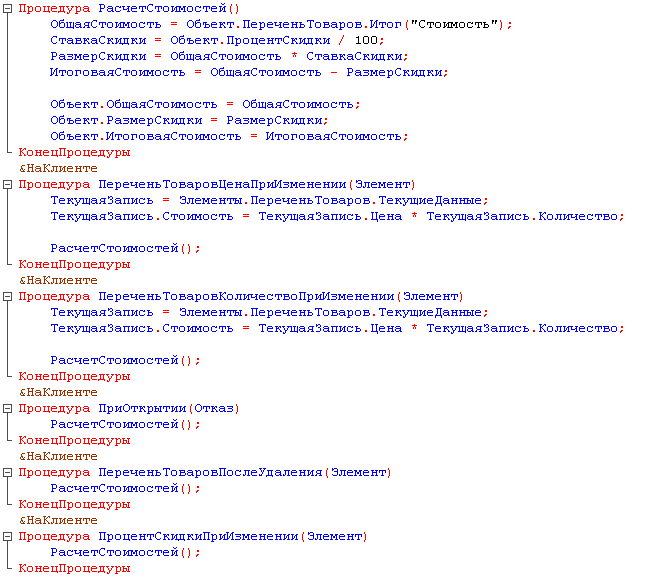 Процедура РасчетСтоимостей()
ОбщаяСтоимость = Объект.ПереченьТоваров.Итог("Стоимость");
СтавкаСкидки = Объект.ПроцентСкидки / 100;
РазмерСкидки = ОбщаяСтоимость * СтавкаСкидки;
ИтоговаяСтоимость = ОбщаяСтоимость - РазмерСкидки;
Объект.ОбщаяСтоимость = ОбщаяСтоимость;
Объект.РазмерСкидки = РазмерСкидки;
Объект.ИтоговаяСтоимость = ИтоговаяСтоимость;
КонецПроцедуры
&НаКлиенте
Процедура ПереченьТоваровЦенаПриИзменении(Элемент)
ТекущаяЗапись = Элементы.ПереченьТоваров.ТекущиеДанные;
ТекущаяЗапись.Стоимость = ТекущаяЗапись.Цена * ТекущаяЗапись.Количество;
РасчетСтоимостей();
КонецПроцедуры
&НаКлиенте
Процедура ПереченьТоваровКоличествоПриИзменении(Элемент)
ТекущаяЗапись = Элементы.ПереченьТоваров.ТекущиеДанные;
ТекущаяЗапись.Стоимость = ТекущаяЗапись.Цена * ТекущаяЗапись.Количество;
РасчетСтоимостей();
КонецПроцедуры
&НаКлиенте
Процедура ПриОткрытии(Отказ)
РасчетСтоимостей();
КонецПроцедуры
&НаКлиенте
Процедура ПереченьТоваровПослеУдаления(Элемент)
РасчетСтоимостей();
КонецПроцедуры
&НаКлиенте
Процедура ПроцентСкидкиПриИзменении(Элемент)
РасчетСтоимостей();
КонецПроцедуры